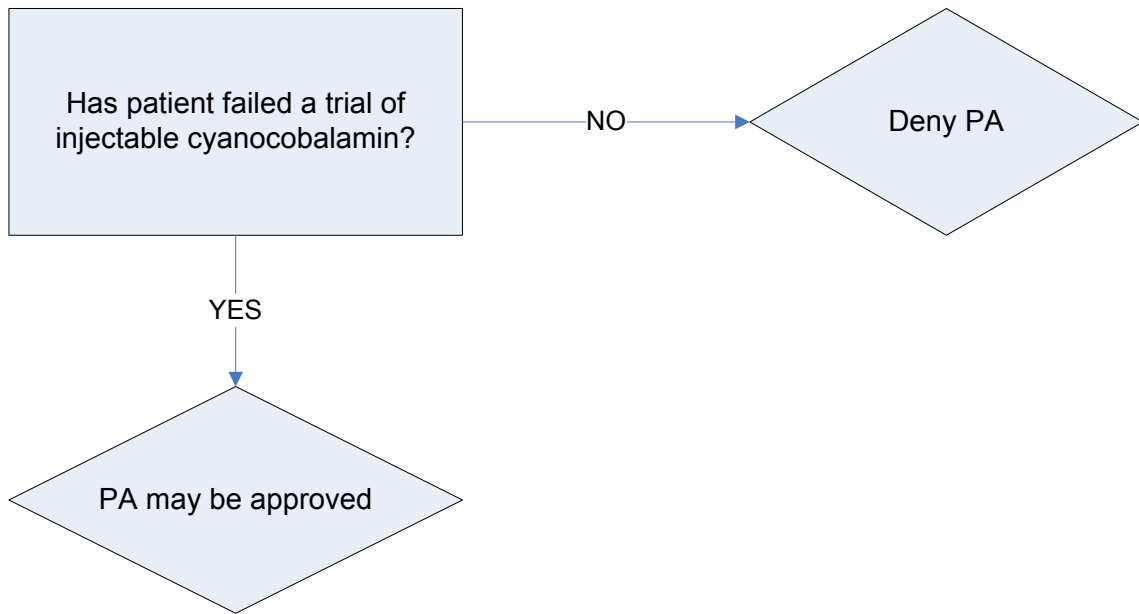 Has patient failed a trial of
injectable cyanocobalamin?
NO
Deny PA
YES
PA may be approved